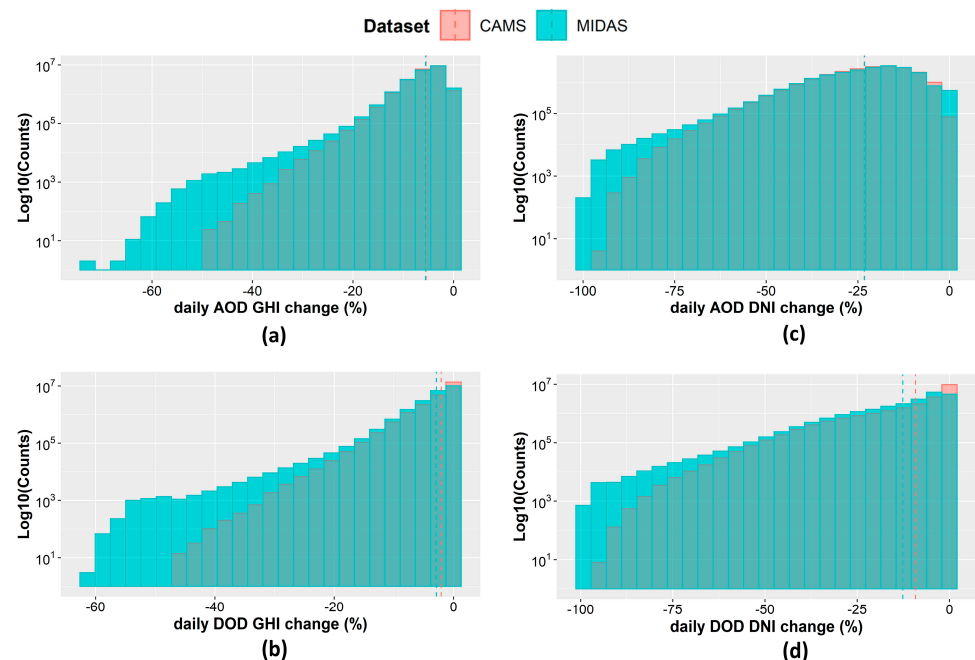 Dataset CAMS MIDAS
Log10(Counts)
10^7
10^5
10^3
10^1
-60 -40 -20 0
daily AOD GHI change (%)
(a)
Log10(Counts)
10^5
10^3
10^1
-100 -75 -50 -25 0
daily AOD DNI change (%)
(c)
Log10(Counts)
10^7
10^5
10^3
10^1
-60 -40 -20 0
daily DOD GHI change (%)
(b)
Log10(Counts)
10^7
10^5
10^3
10^1
-100 -75 -50 -25 0
daily DOD DNI change (%)
(d)